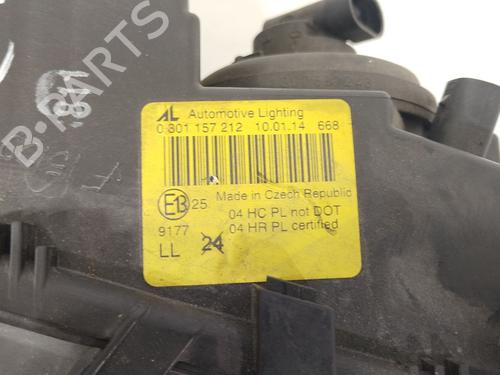 B-PARTS
AL Automotive Lighting
0 301 157 212 10.01.14 668
Made in Czech Republic
E13 25
04 HC PL not DOT
9177 04 HR PL certified
LL 24